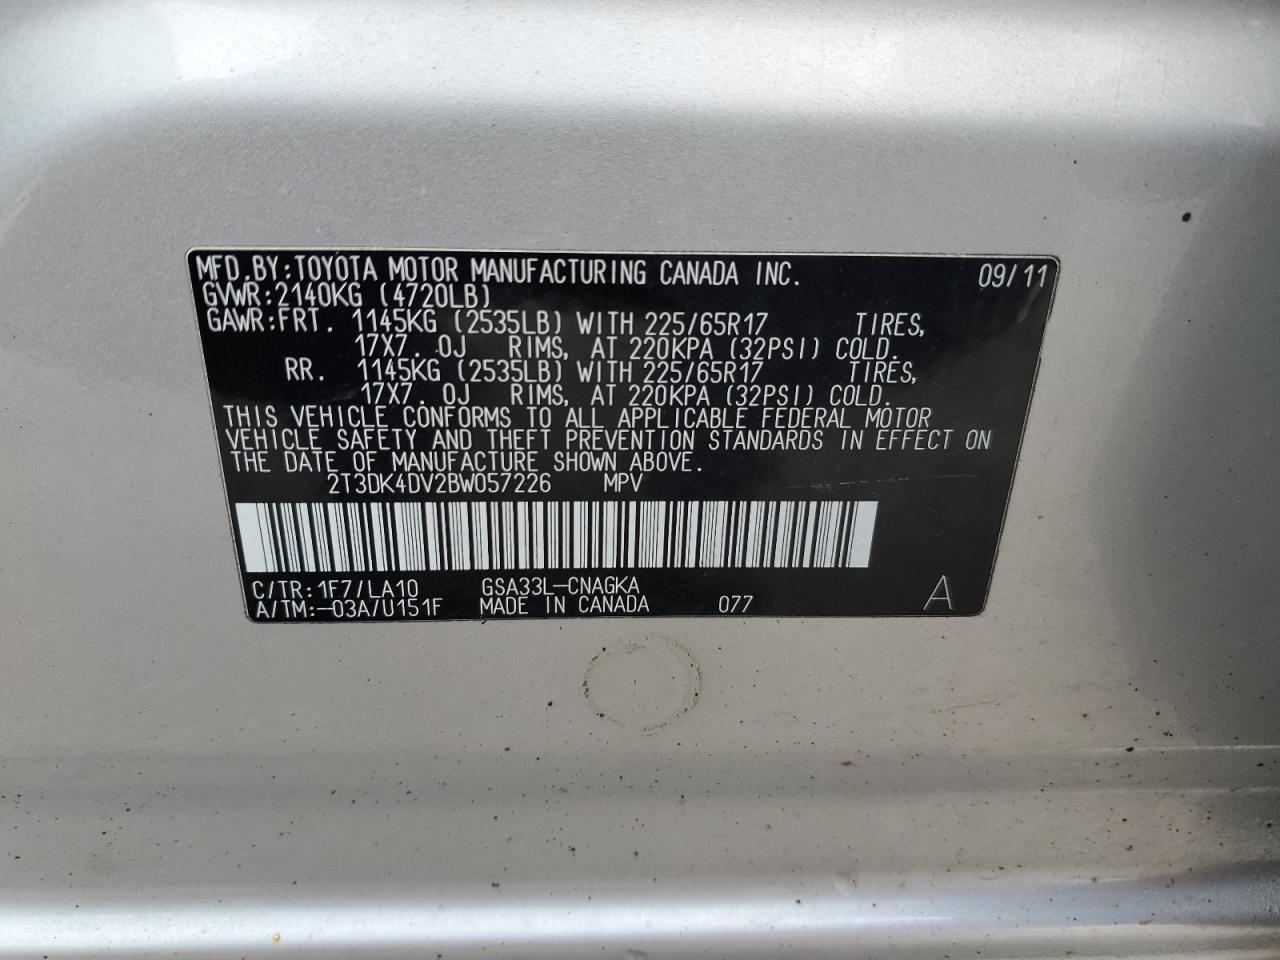 MFD.BY:TOYOTA MOTOR MANUFACTURING CANADA INC. 09/11
GVWR:2140KG (4720LB)
GAWR:FRT. 1145KG (2535LB) WITH 225/65R17 TIRES,
17X7.0J RIMS, AT 220KPA (32PSI) COLD.
RR. 1145KG (2535LB) WITH 225/65R17 TIRES,
17X7.0J RIMS, AT 220KPA (32PSI) COLD.
THIS VEHICLE CONFORMS TO ALL APPLICABLE FEDERAL MOTOR
VEHICLE SAFETY AND THEFT PREVENTION STANDARDS IN EFFECT ON
THE DATE OF MANUFACTURE SHOWN ABOVE.
2T3DK4DV2BW057226 MPV
C/TR:1F7/LA10 GSA33L-CNAGKA
A/TM:-03A/U151F MADE IN CANADA 077 A